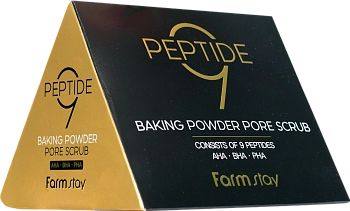 PEPTIDE
9
BAKING POWDER
PORE SCRUB
AHA · BHA · PHA
Farmstay
PEPTIDE
9
BAKING POWDER PORE SCRUB
CONSISTS OF 9 PEPTIDES
AHA · BHA · PHA
Farmstay